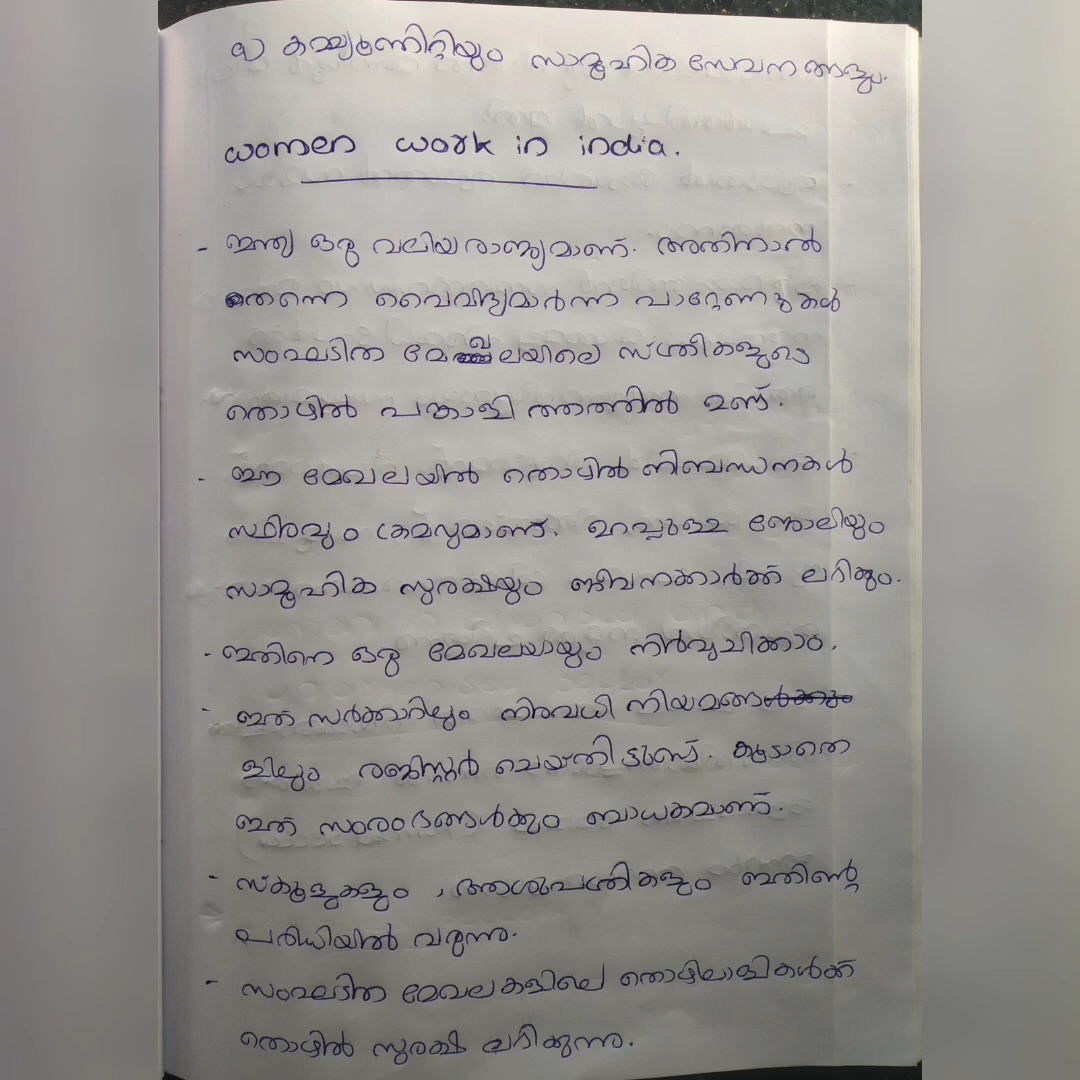 a) കമ്മ്യൂണിറ്റിയും സാമൂഹിക സേവനങ്ങളും.
women work in india.
- ഇന്ത്യ ഒരു വലിയ രാജ്യമാണ്. അതിനാൽ
തന്നെ വൈവിദ്യമാർന്ന പാറ്റേണുകൾ
സംഘടിത മേഖലയിലെ സ്ത്രീകളുടെ
തൊഴിൽ പങ്കാളിത്തത്തിൽ ഉണ്ട്.
- ഈ മേഖലയിൽ തൊഴിൽ നിബന്ധനകൾ
സ്ഥിരവും ക്രമവുമാണ്. ഉറപ്പുള്ള ജോലിയും
സാമൂഹിക സുരക്ഷയും ജീവനക്കാർക്ക് ലഭിക്കും.
- ഇതിനെ ഒരു മേഖലയായും നിർവ്വചിക്കാം.
- ഇത് സർക്കാറിലും നിരവധി നിയമങ്ങ
ളിലും രജിസ്റ്റർ ചെയ്തിട്ടുണ്ട്. കൂടാതെ
ഇത് സംരംഭങ്ങൾക്കും ബാധകമാണ്.
- സ്കൂളുകളും , ആശുപത്രികളും ഇതിന്റെ
പരിധിയിൽ വരുന്നു.
- സംഘടിത മേഖലകളിലെ തൊഴിലാളികൾക്ക്
തൊഴിൽ സുരക്ഷ ലഭിക്കുന്നു.